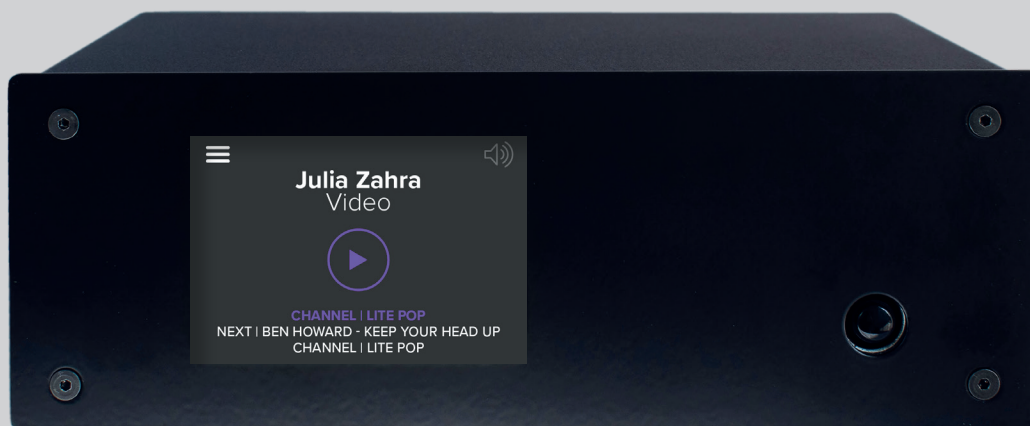 Julia Zahra
Video
CHANNEL | LITE POP
NEXT | BEN HOWARD - KEEP YOUR HEAD UP
CHANNEL | LITE POP